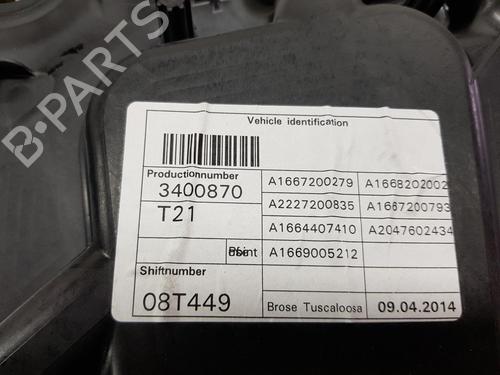 B-PARTS
Vehicle identification
Productionnumber
3400870
T21
A1667200279 A1668202002
A2227200835 A1667200793
A1664407410 A2047602434
A1669005212
Shiftnumber
08T449
Brose Tuscaloosa 09.04.2014